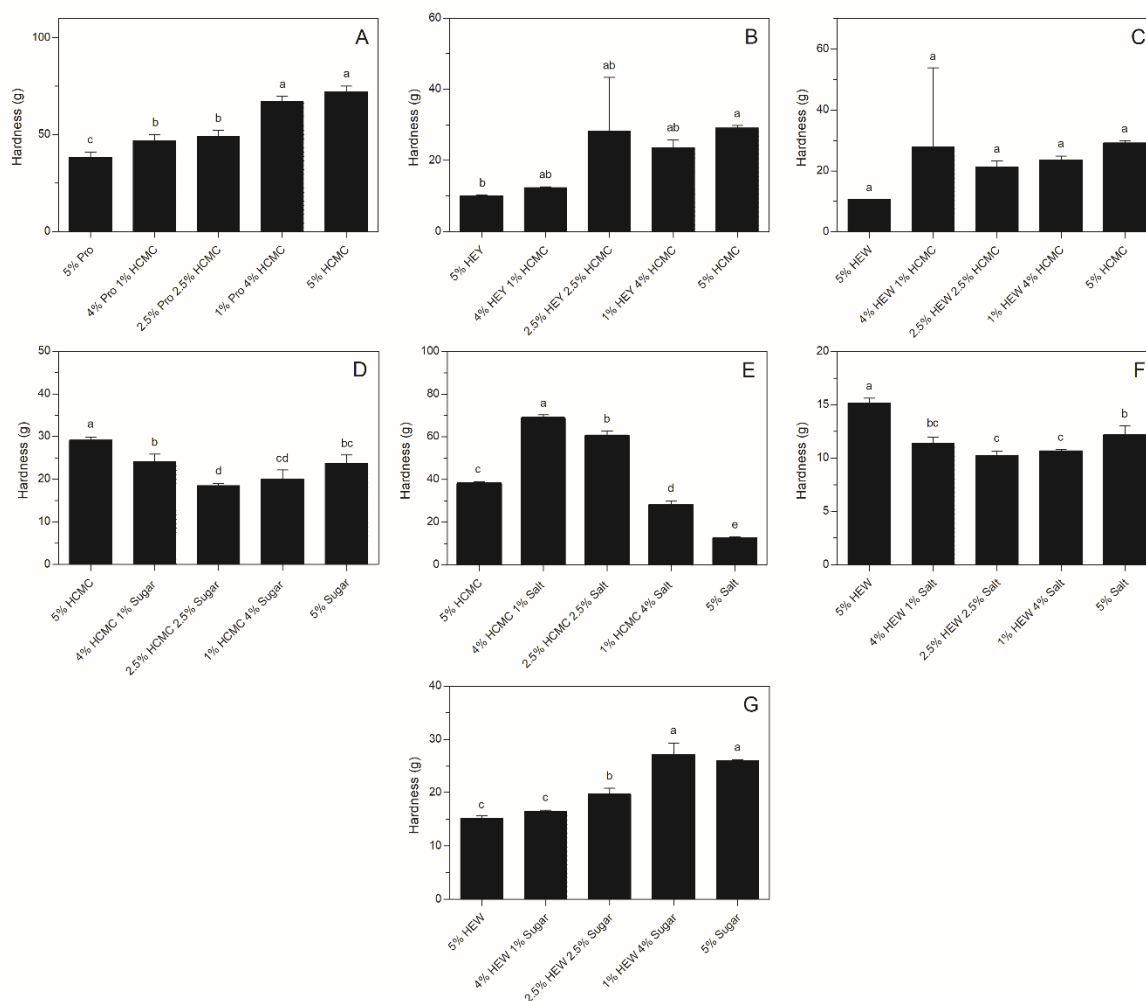 A
Hardness (g)
100
50
0
c
b
b
a
a
5% Pro
4% Pro 1% HCMC
2.5% Pro 2.5% HCMC
1% Pro 4% HCMC
5% HCMC
B
Hardness (g)
60
40
20
0
b
ab
ab
ab
a
5% HEY
4% HEY 1% HCMC
2.5% HEY 2.5% HCMC
1% HEY 4% HCMC
5% HCMC
C
Hardness (g)
60
40
20
0
a
a
a
a
a
5% HEW
4% HEW 1% HCMC
2.5% HEW 2.5% HCMC
1% HEW 4% HCMC
5% HCMC
D
Hardness (g)
50
40
30
20
10
0
a
b
d
cd
bc
5% HCMC
4% HCMC 1% Sugar
2.5% HCMC 2.5% Sugar
1% HCMC 4% Sugar
5% Sugar
E
Hardness (g)
100
80
60
40
20
0
c
a
b
d
e
5% HCMC
4% HCMC 1% Salt
2.5% HCMC 2.5% Salt
1% HCMC 4% Salt
5% Salt
F
Hardness (g)
20
15
10
5
0
a
bc
c
c
b
5% HEW
4% HEW 1% Salt
2.5% HEW 2.5% Salt
1% HEW 4% Salt
5% Salt
G
Hardness (g)
40
30
20
10
0
c
c
b
a
a
5% HEW
4% HEW 1% Sugar
2.5% HEW 2.5% Sugar
1% HEW 4% Sugar
5% Sugar